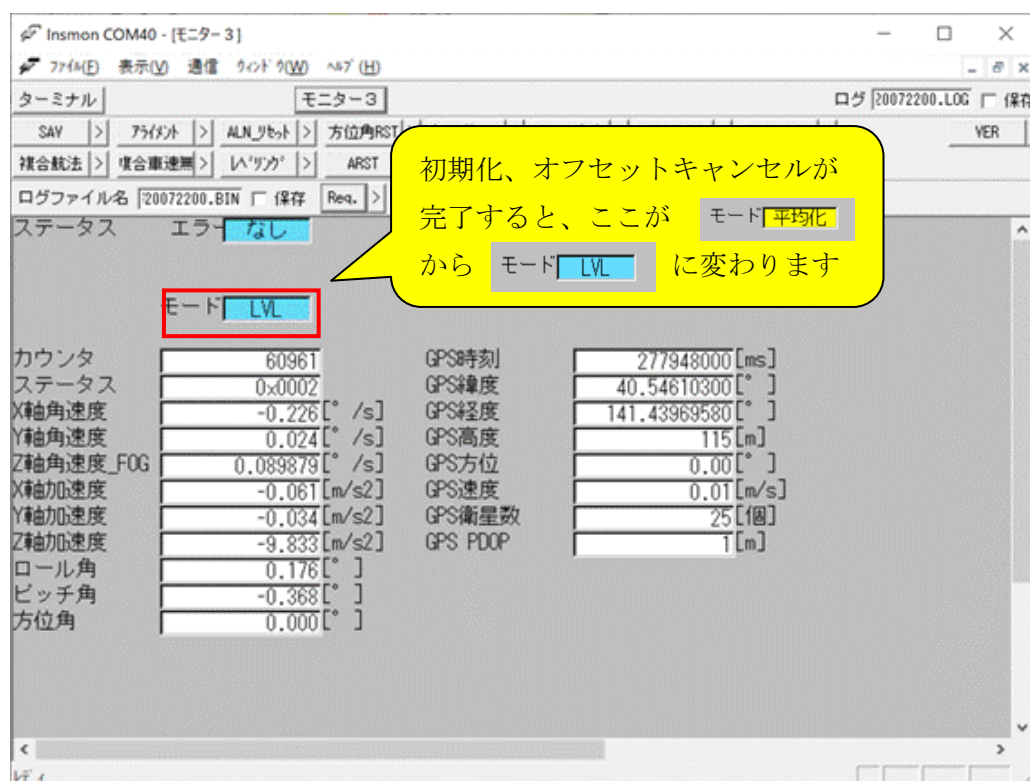 Insmon COM40 - [モニター３]
ファイル(F) 表示(V) 通信 ウィンドウ(W) ヘルプ(H)
ターミナル モニター３ ログ 20072200.LOG 保存
SAV > アライメント > ALN_リセット > 方位角RST VER
複合航法 > 複合車速無 > レベリング > ARST
ログファイル名 20072200.BIN 保存 Req. >
初期化、オフセットキャンセルが
完了すると、ここが モード 平均化
から モード LVL に変わります
ステータス エラー なし
モード LVL
カウンタ 60961 GPS時刻 277948000 [ms]
ステータス 0x0002 GPS緯度 40.54610300 [° ]
X軸角速度 -0.226 [° /s] GPS経度 141.43969580 [° ]
Y軸角速度 0.024 [° /s] GPS高度 115 [m]
Z軸角速度_FOG 0.089879 [° /s] GPS方位 0.00 [° ]
X軸加速度 -0.061 [m/s2] GPS速度 0.01 [m/s]
Y軸加速度 -0.034 [m/s2] GPS衛星数 25 [個]
Z軸加速度 -9.833 [m/s2] GPS PDOP 1 [m]
ロール角 0.176 [° ]
ピッチ角 -0.368 [° ]
方位角 0.000 [° ]